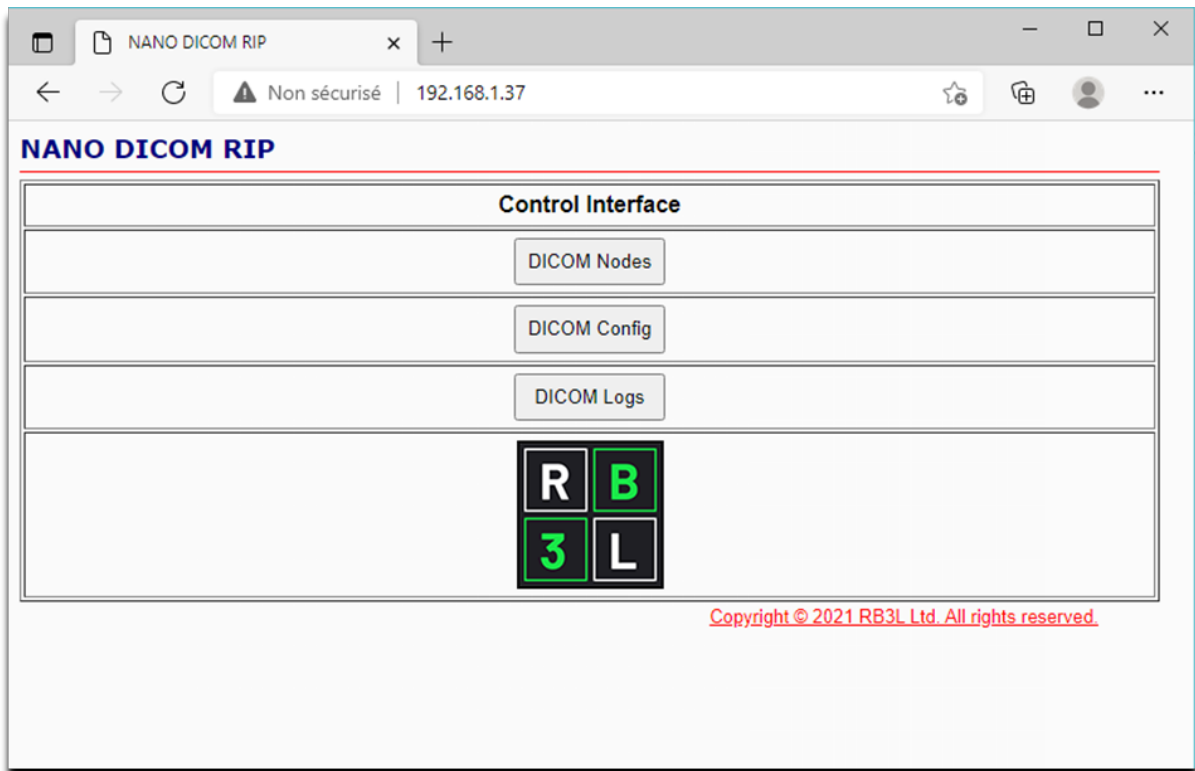 NANO DICOM RIP
Non sécurisé | 192.168.1.37
NANO DICOM RIP
Control Interface
DICOM Nodes
DICOM Config
DICOM Logs
R B
3 L
Copyright © 2021 RB3L Ltd. All rights reserved.